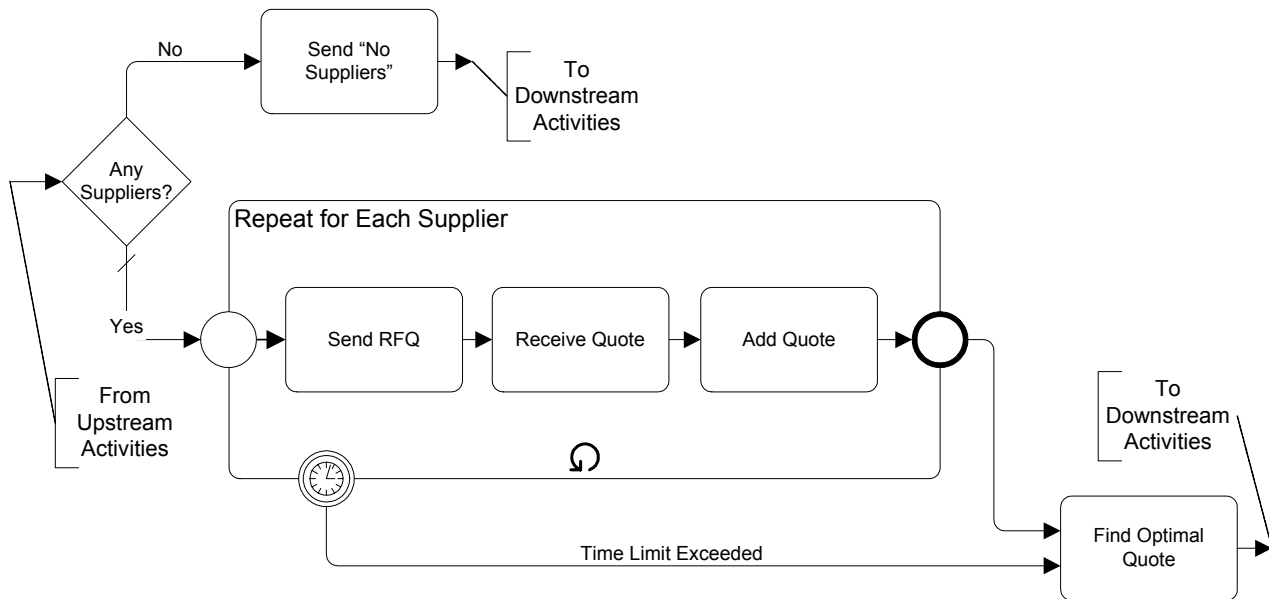 No
Send “No
Suppliers”
To
Downstream
Activities
Any
Suppliers?
Repeat for Each Supplier
Yes
Send RFQ
Receive Quote
Add Quote
From
Upstream
Activities
To
Downstream
Activities
Time Limit Exceeded
Find Optimal
Quote